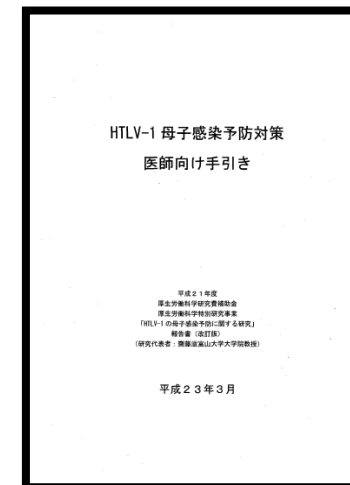 HTLV-1 母子感染予防対策
医師向け手引き
平成２１年度
厚生労働科学研究費補助金
厚生労働科学特別研究事業
「HTLV-1 の母子感染予防に関する研究」
報告書（改訂版）
（研究代表者：齋藤滋富山大学大学院教授）
平成２３年３月